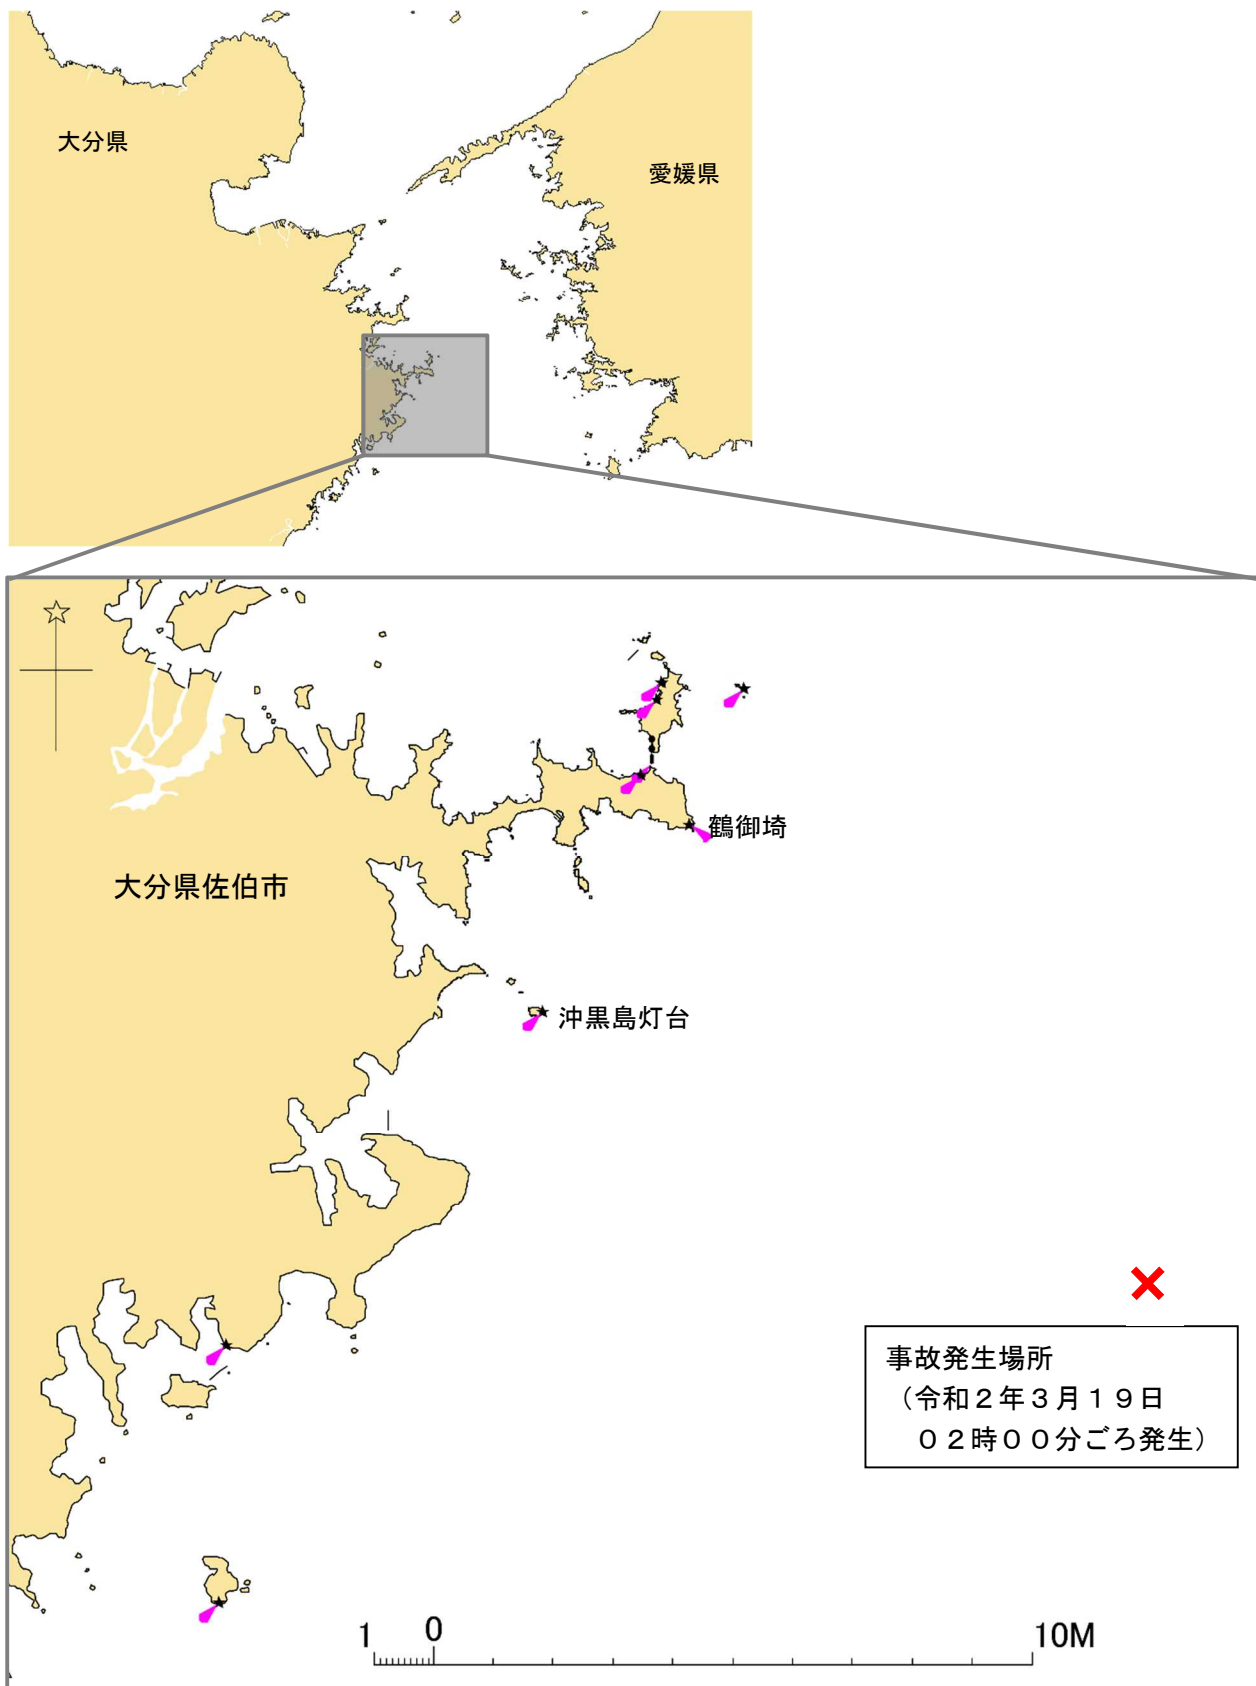 大分県
愛媛県
鶴御埼
大分県佐伯市
沖黒島灯台
事故発生場所
（令和２年３月１９日
０２時００分ごろ発生）
1 0 10M